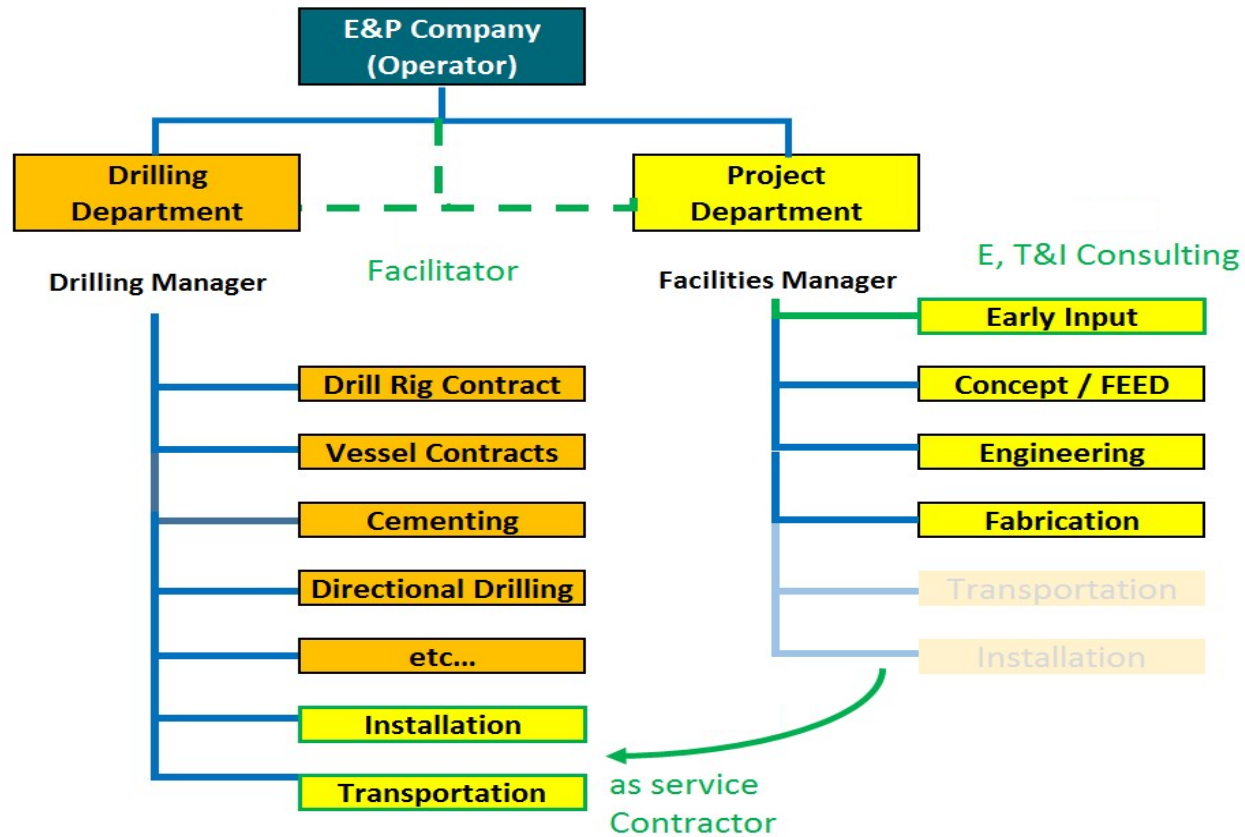 E&P Company
(Operator)
Drilling
Department
Project
Department
Facilitator
E, T&I Consulting
Drilling Manager
Facilities Manager
Early Input
Drill Rig Contract
Concept / FEED
Vessel Contracts
Engineering
Cementing
Fabrication
Directional Drilling
Transportation
etc...
Installation
Installation
Transportation
as service
Contractor